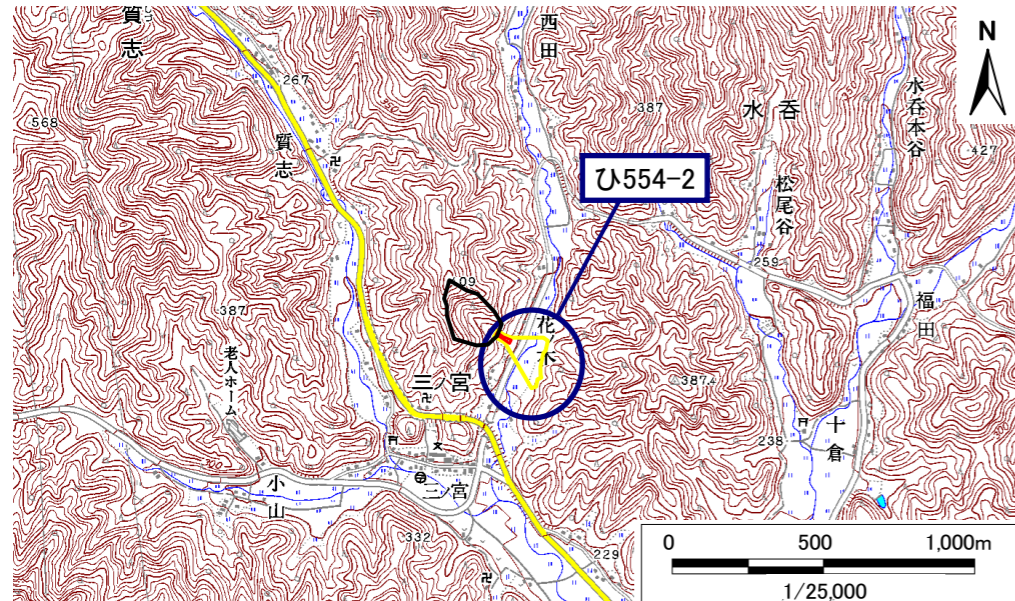 質志
西田
N
267
387
水呑
水呑本谷
568
質志
ひ554-2
427
松尾谷
259
09
387
花木
福田
老人ホーム
三ノ宮
387.4
238
十倉
小山
二ノ宮
332
229
0 500 1,000m
1/25,000